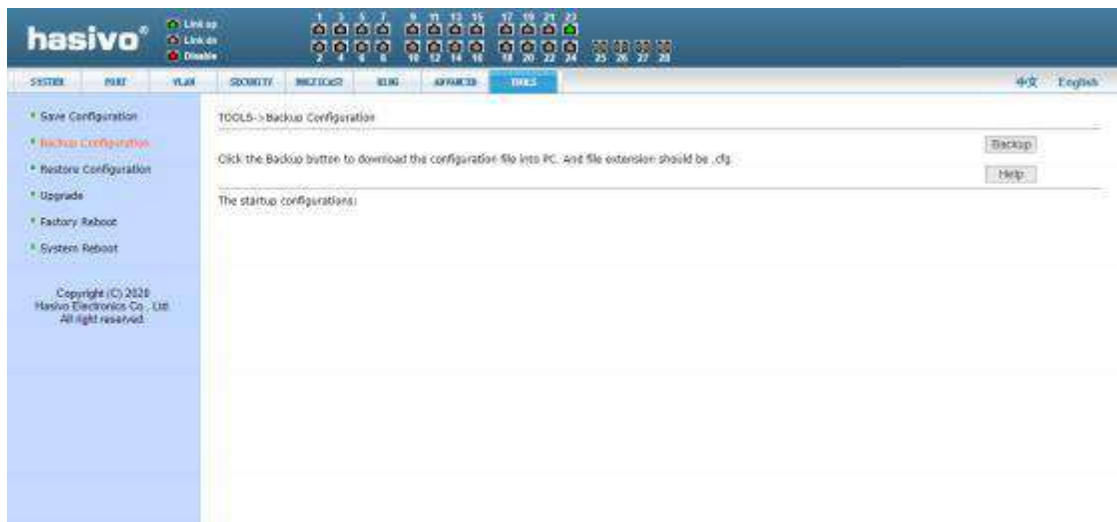 hasivo®
Link up
Link dn
Disable
1 3 5 7 9 11 13 15 17 19 21 23
2 4 6 8 10 12 14 16 18 20 22 24 25 26 27 28
SYSTEM PORT VLAN SECURITY MULTICAST RING ADVANCED TOOLS 中文 English
Save Configuration
Backup Configuration
Restore Configuration
Upgrade
Factory Reboot
System Reboot
Copyright (C) 2020
Hasivo Electronics Co., Ltd.
All right reserved.
TOOLS->Backup Configuration
Click the Backup button to download the configuration file into PC. And file extension should be .cfg
Backup
Help
The startup configurations: